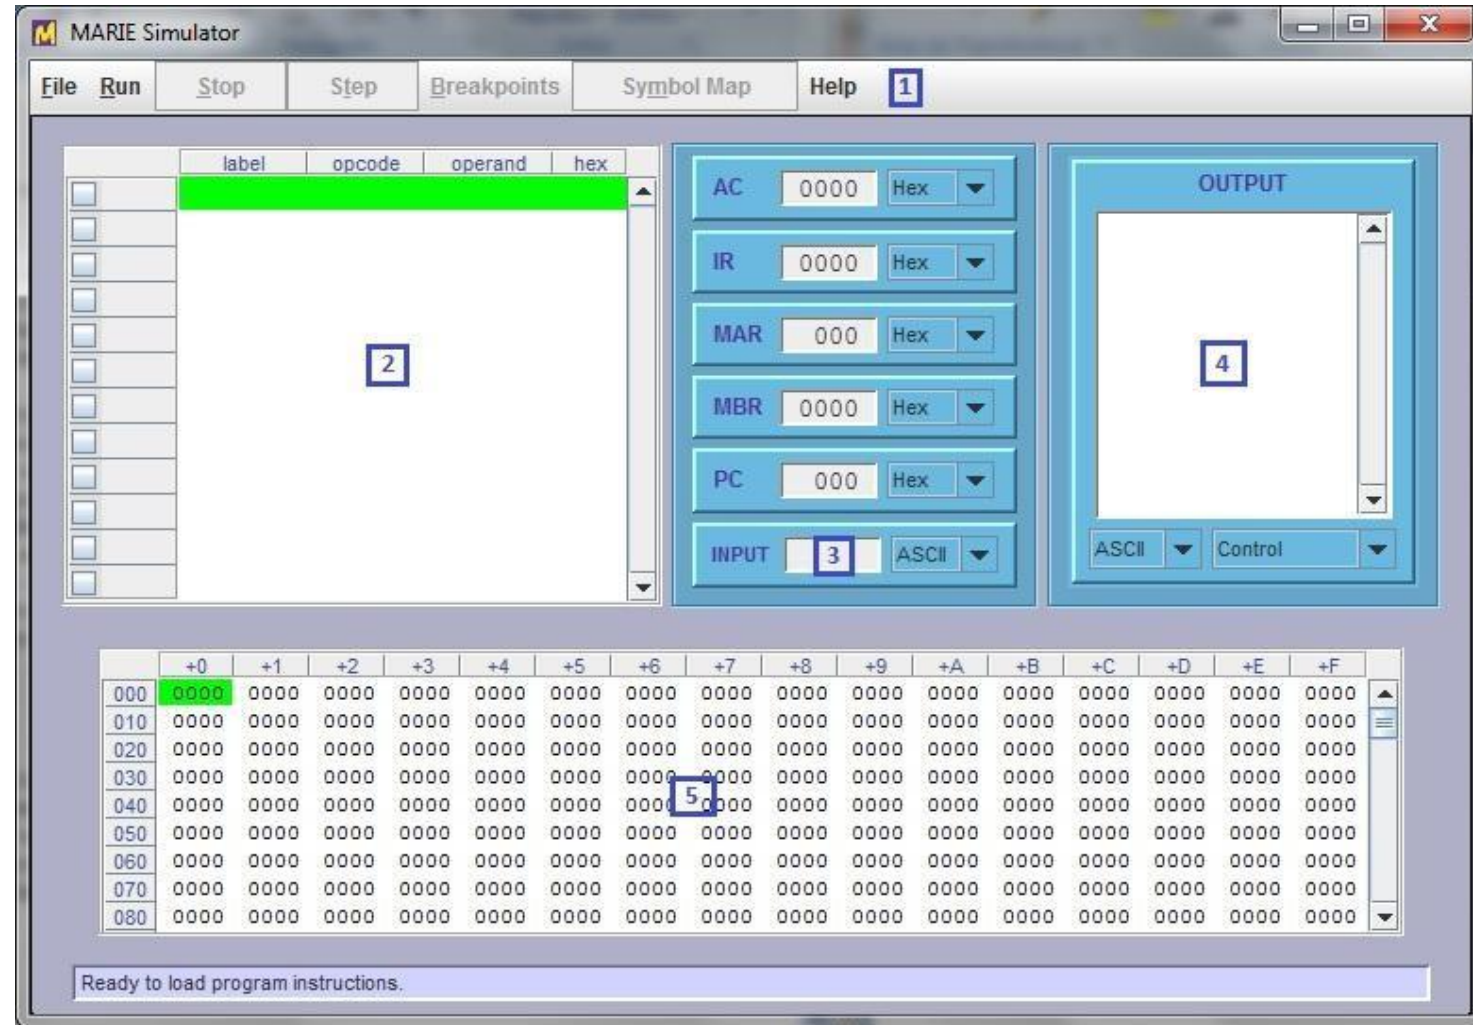 MARIE Simulator
File Run Stop Step Breakpoints Symbol Map Help 1
label opcode operand hex
2
AC 0000 Hex
IR 0000 Hex
MAR 000 Hex
MBR 0000 Hex
PC 000 Hex
INPUT 3 ASCII
OUTPUT
4
ASCII Control
+0 +1 +2 +3 +4 +5 +6 +7 +8 +9 +A +B +C +D +E +F
000 0000 0000 0000 0000 0000 0000 0000 0000 0000 0000 0000 0000 0000 0000 0000 0000
010 0000 0000 0000 0000 0000 0000 0000 0000 0000 0000 0000 0000 0000 0000 0000 0000
020 0000 0000 0000 0000 0000 0000 0000 0000 0000 0000 0000 0000 0000 0000 0000 0000
030 0000 0000 0000 0000 0000 0000 0000 0000 0000 0000 0000 0000 0000 0000 0000 0000
5
040 0000 0000 0000 0000 0000 0000 0000 0000 0000 0000 0000 0000 0000 0000 0000 0000
050 0000 0000 0000 0000 0000 0000 0000 0000 0000 0000 0000 0000 0000 0000 0000 0000
060 0000 0000 0000 0000 0000 0000 0000 0000 0000 0000 0000 0000 0000 0000 0000 0000
070 0000 0000 0000 0000 0000 0000 0000 0000 0000 0000 0000 0000 0000 0000 0000 0000
080 0000 0000 0000 0000 0000 0000 0000 0000 0000 0000 0000 0000 0000 0000 0000 0000
Ready to load program instructions.